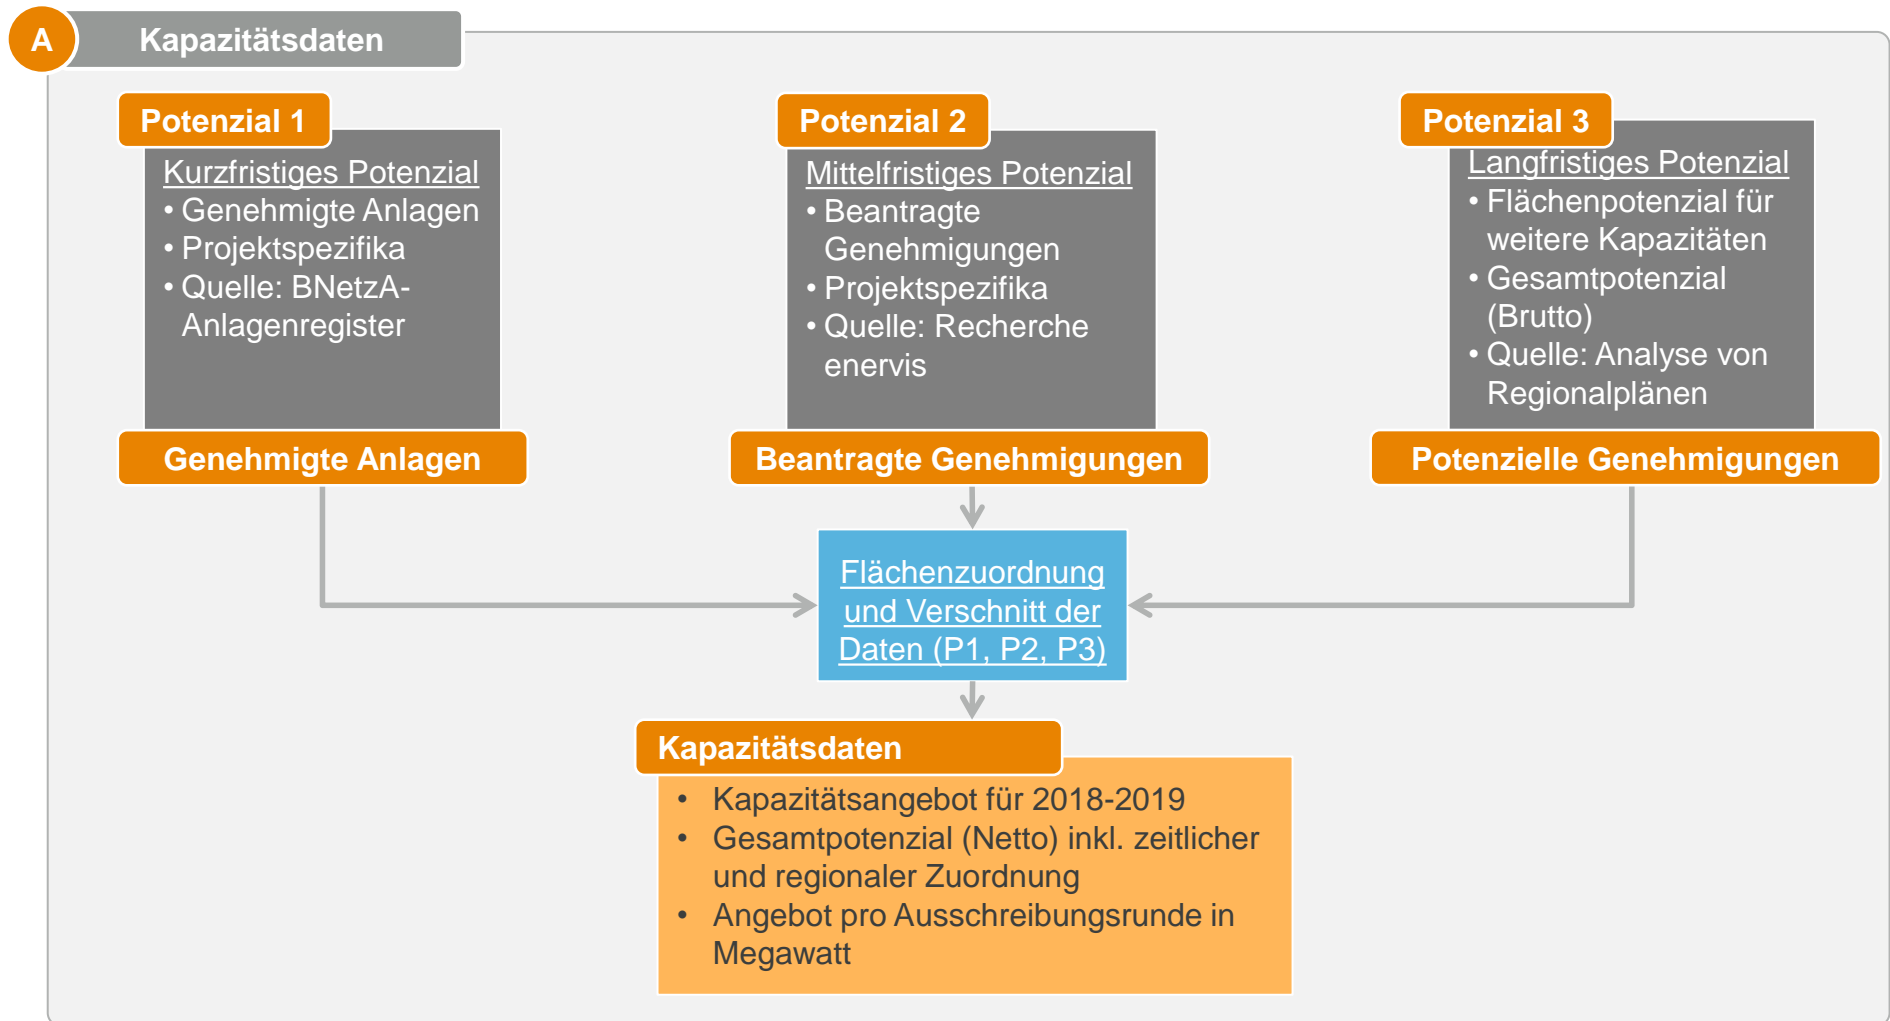 A
Kapazitätsdaten
Potenzial 1
Kurzfristiges Potenzial
• Genehmigte Anlagen
• Projektspezifika
• Quelle: BNetzA-
Anlagenregister
Genehmigte Anlagen
Potenzial 2
Mittelfristiges Potenzial
• Beantragte
Genehmigungen
• Projektspezifika
• Quelle: Recherche
enervis
Beantragte Genehmigungen
Potenzial 3
Langfristiges Potenzial
• Flächenpotenzial für
weitere Kapazitäten
• Gesamtpotenzial
(Brutto)
• Quelle: Analyse von
Regionalplänen
Potenzielle Genehmigungen
Flächenzuordnung
und Verschnitt der
Daten (P1, P2, P3)
Kapazitätsdaten
• Kapazitätsangebot für 2018-2019
• Gesamtpotenzial (Netto) inkl. zeitlicher
und regionaler Zuordnung
• Angebot pro Ausschreibungsrunde in
Megawatt